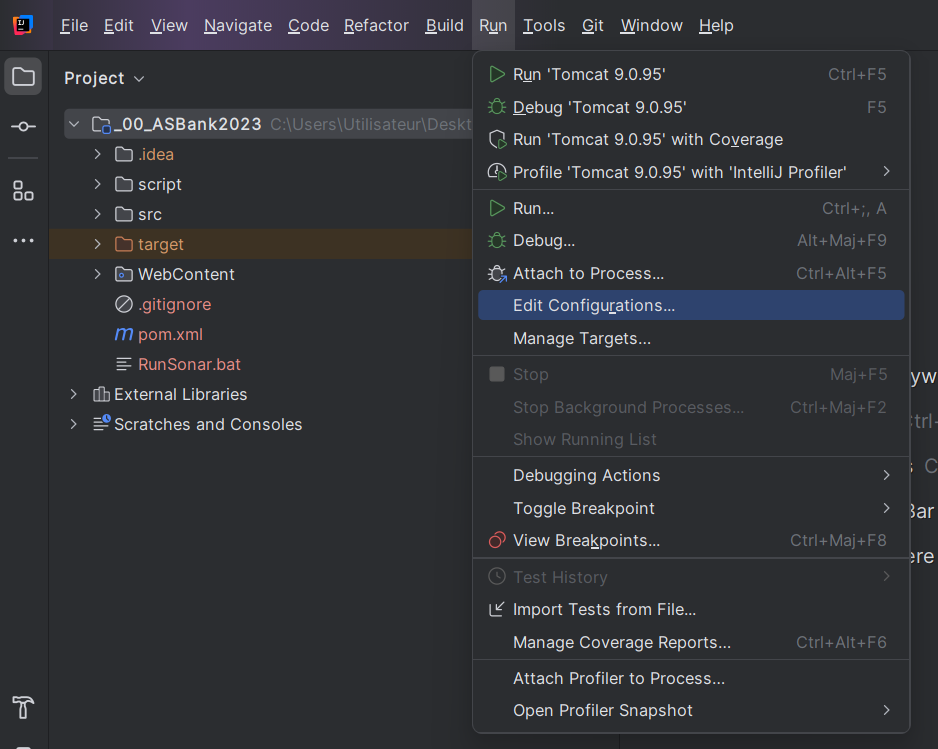 File Edit View Navigate Code Refactor Build Run Tools Git Window Help
Project
_00_ASBank2023 C:\Users\Utilisateur\Deskt
.idea
script
src
target
WebContent
.gitignore
pom.xml
RunSonar.bat
External Libraries
Scratches and Consoles
Run 'Tomcat 9.0.95' Ctrl+F5
Debug 'Tomcat 9.0.95' F5
Run 'Tomcat 9.0.95' with Coverage
Profile 'Tomcat 9.0.95' with 'IntelliJ Profiler'
Run... Ctrl+;, A
Debug... Alt+Maj+F9
Attach to Process... Ctrl+Alt+F5
Edit Configurations...
Manage Targets...
Stop Maj+F5
Stop Background Processes... Ctrl+Maj+F2
Show Running List
Debugging Actions
Toggle Breakpoint
View Breakpoints... Ctrl+Maj+F8
Test History
Import Tests from File...
Manage Coverage Reports... Ctrl+Alt+F6
Attach Profiler to Process...
Open Profiler Snapshot
yw
trl-
s C
Bar
ere